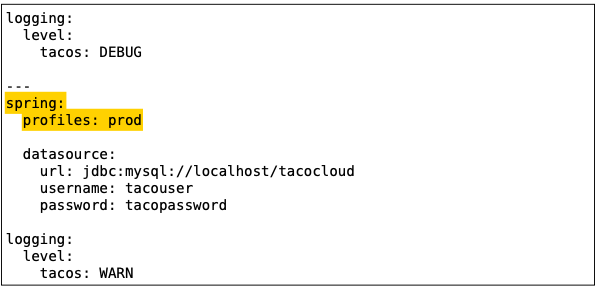 logging:
  level:
    tacos: DEBUG

---
spring:
  profiles: prod

  datasource:
    url: jdbc:mysql://localhost/tacocloud
    username: tacouser
    password: tacopassword

logging:
  level:
    tacos: WARN